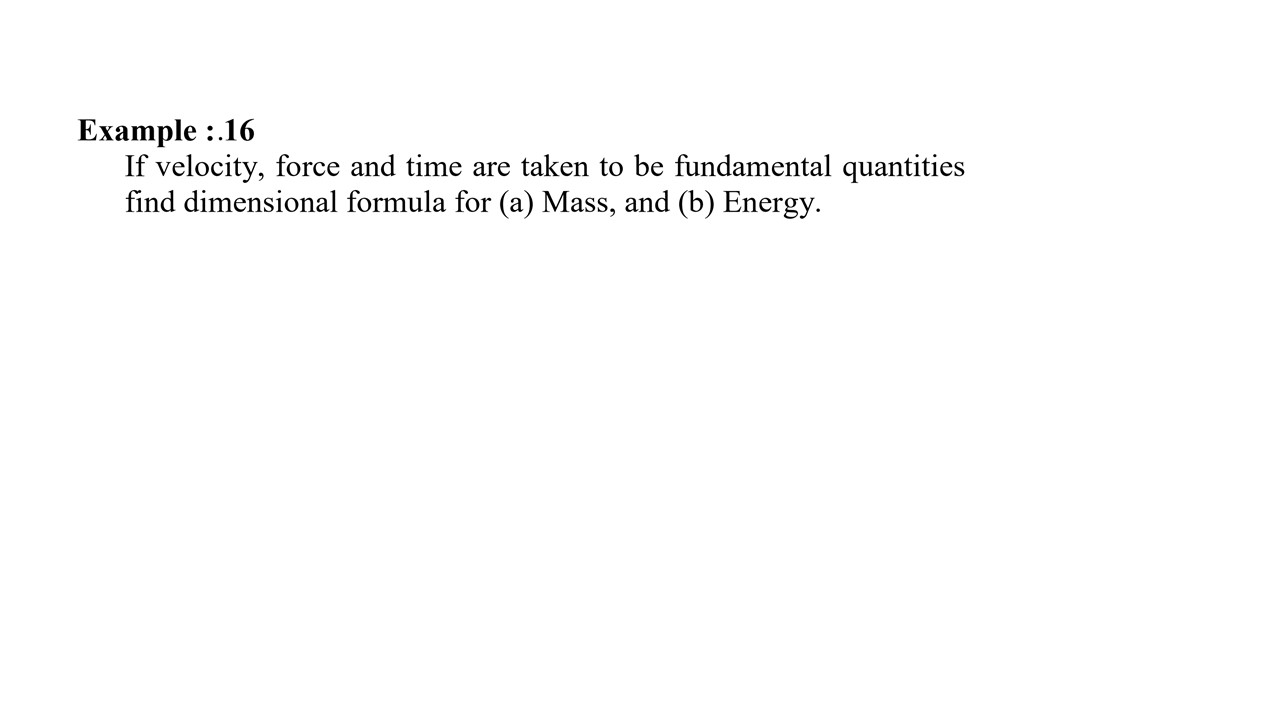 Example :.16
If velocity, force and time are taken to be fundamental quantities
find dimensional formula for (a) Mass, and (b) Energy.